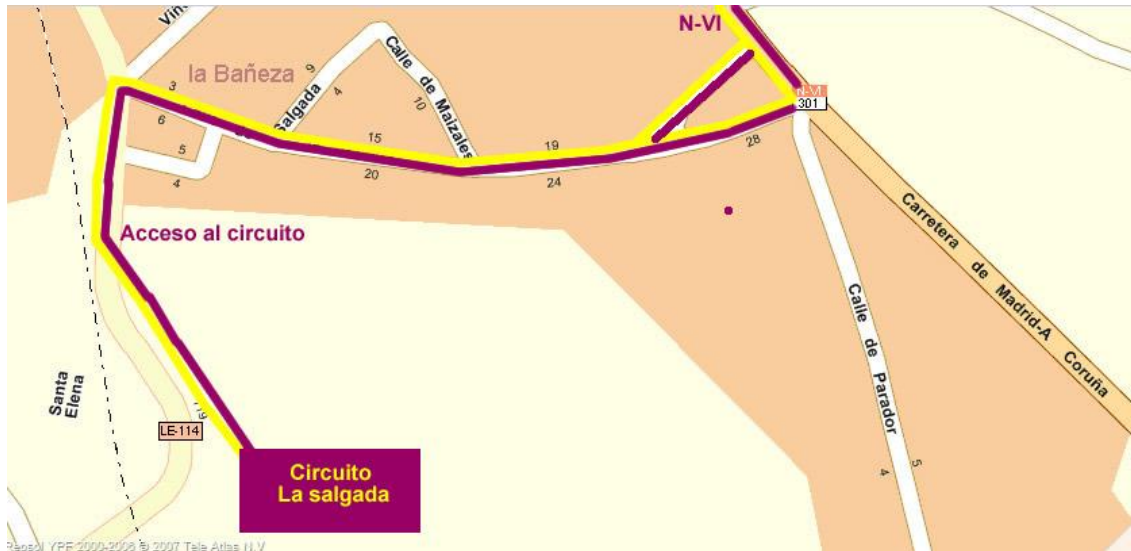 Vin
N-VI
la Bañeza
Calle de Maizales
3
9
4
Salgada
10
N-VI
301
6
15
19
28
5
4
20
24
Carretera de Madrid-A Coruña
Acceso al circuito
Calle de Parador
Santa
Elena
LE-114
Circuito
La salgada
5
4
Repsol YPF 2000-2006 © 2007 Tele Atlas N.V